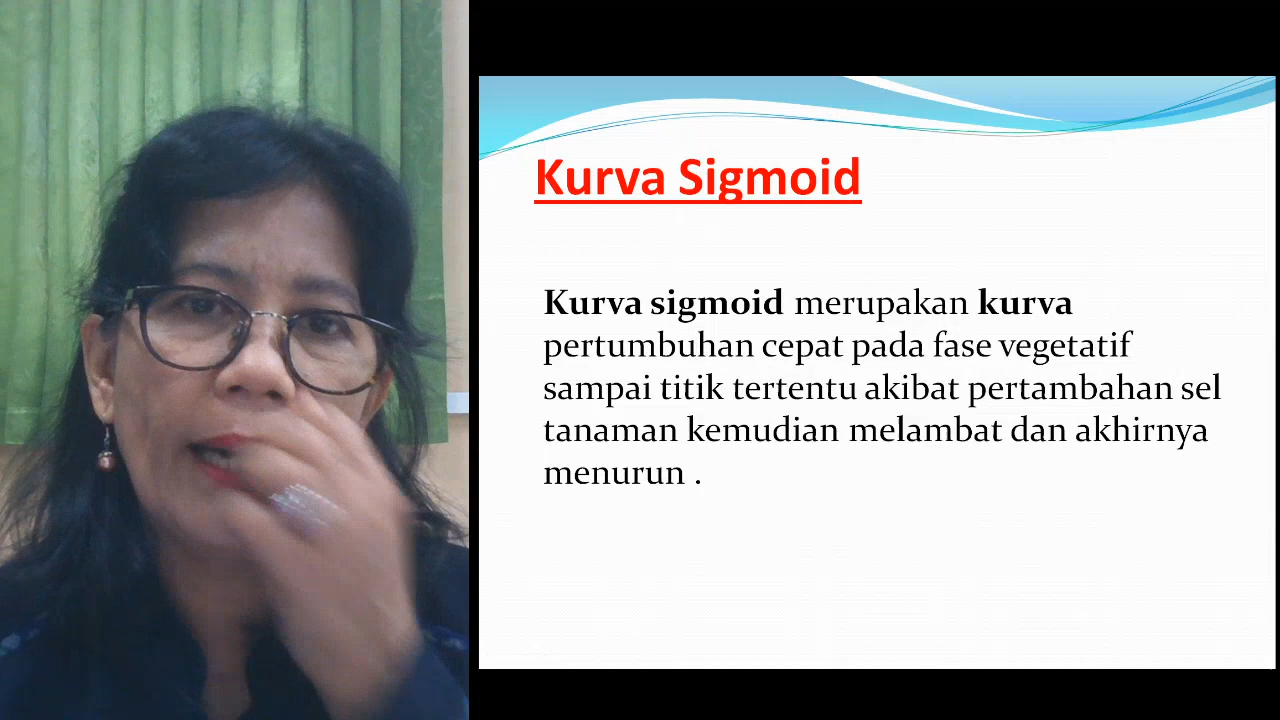 Kurva Sigmoid
Kurva sigmoid merupakan kurva
pertumbuhan cepat pada fase vegetatif
sampai titik tertentu akibat pertambahan sel
tanaman kemudian melambat dan akhirnya
menurun .